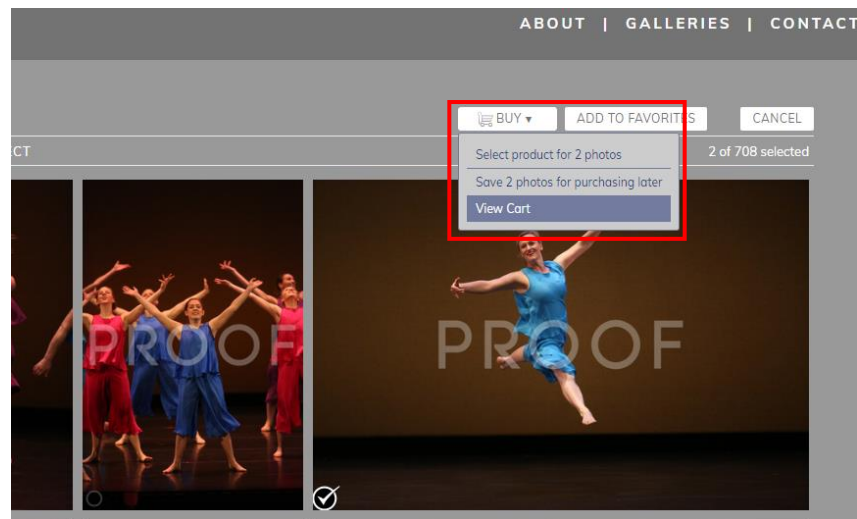 ABOUT | GALLERIES | CONTACT
BUY ▾ ADD TO FAVORITES CANCEL
CT 2 of 708 selected
Select product for 2 photos
Save 2 photos for purchasing later
View Cart
PROOF PROOF